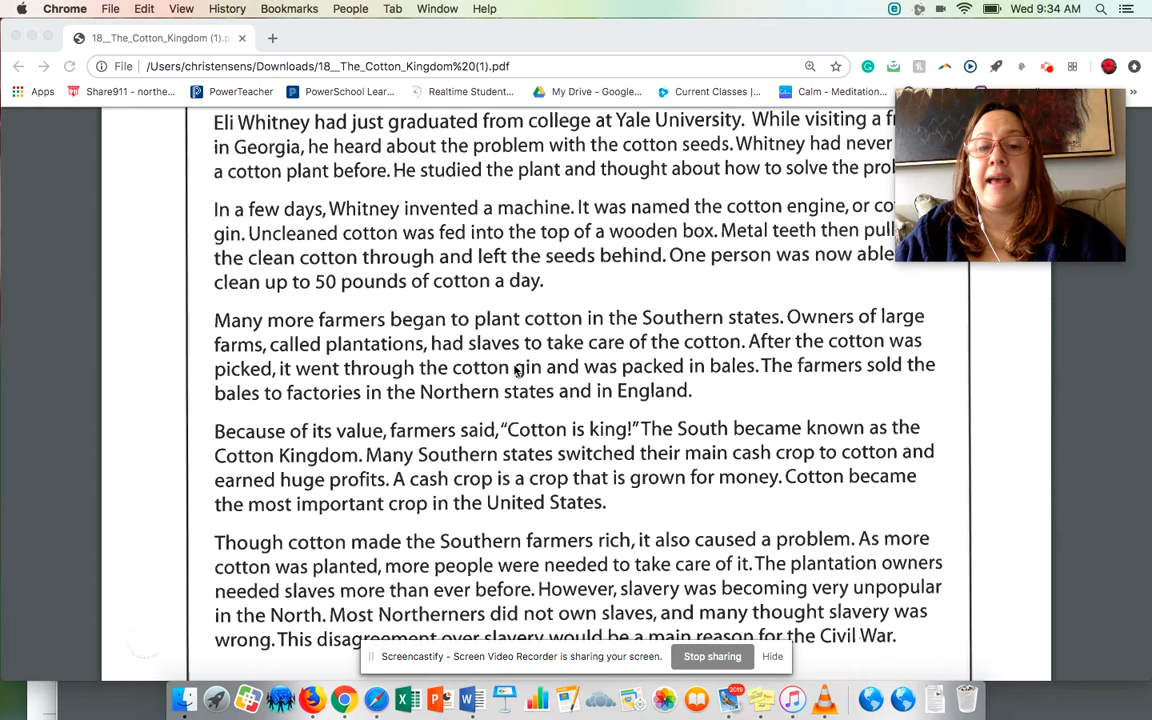 Chrome File Edit View History Bookmarks People Tab Window Help Wed 9:34 AM
18__The_Cotton_Kingdom (1).p
File /Users/christensens/Downloads/18__The_Cotton_Kingdom%20(1).pdf
Apps Share911 - northe... PowerTeacher PowerSchool Lear... Realtime Student... My Drive - Google... Current Classes |... Calm - Meditation... »
Eli Whitney had just graduated from college at Yale University. While visiting a
in Georgia, he heard about the problem with the cotton seeds. Whitney had never
a cotton plant before. He studied the plant and thought about how to solve the
In a few days, Whitney invented a machine. It was named the cotton engine, or
gin. Uncleaned cotton was fed into the top of a wooden box. Metal teeth then
the clean cotton through and left the seeds behind. One person was now able
clean up to 50 pounds of cotton a day.
Many more farmers began to plant cotton in the Southern states. Owners of large
farms, called plantations, had slaves to take care of the cotton. After the cotton was
picked, it went through the cotton gin and was packed in bales. The farmers sold the
bales to factories in the Northern states and in England.
Because of its value, farmers said, "Cotton is king!" The South became known as the
Cotton Kingdom. Many Southern states switched their main cash crop to cotton and
earned huge profits. A cash crop is a crop that is grown for money. Cotton became
the most important crop in the United States.
Though cotton made the Southern farmers rich, it also caused a problem. As more
cotton was planted, more people were needed to take care of it. The plantation owners
needed slaves more than ever before. However, slavery was becoming very unpopular
in the North. Most Northerners did not own slaves, and many thought slavery was
wrong. This disagreement over slavery would be a main reason for the Civil War.
Screencastify - Screen Video Recorder is sharing your screen. Stop sharing Hide
2019